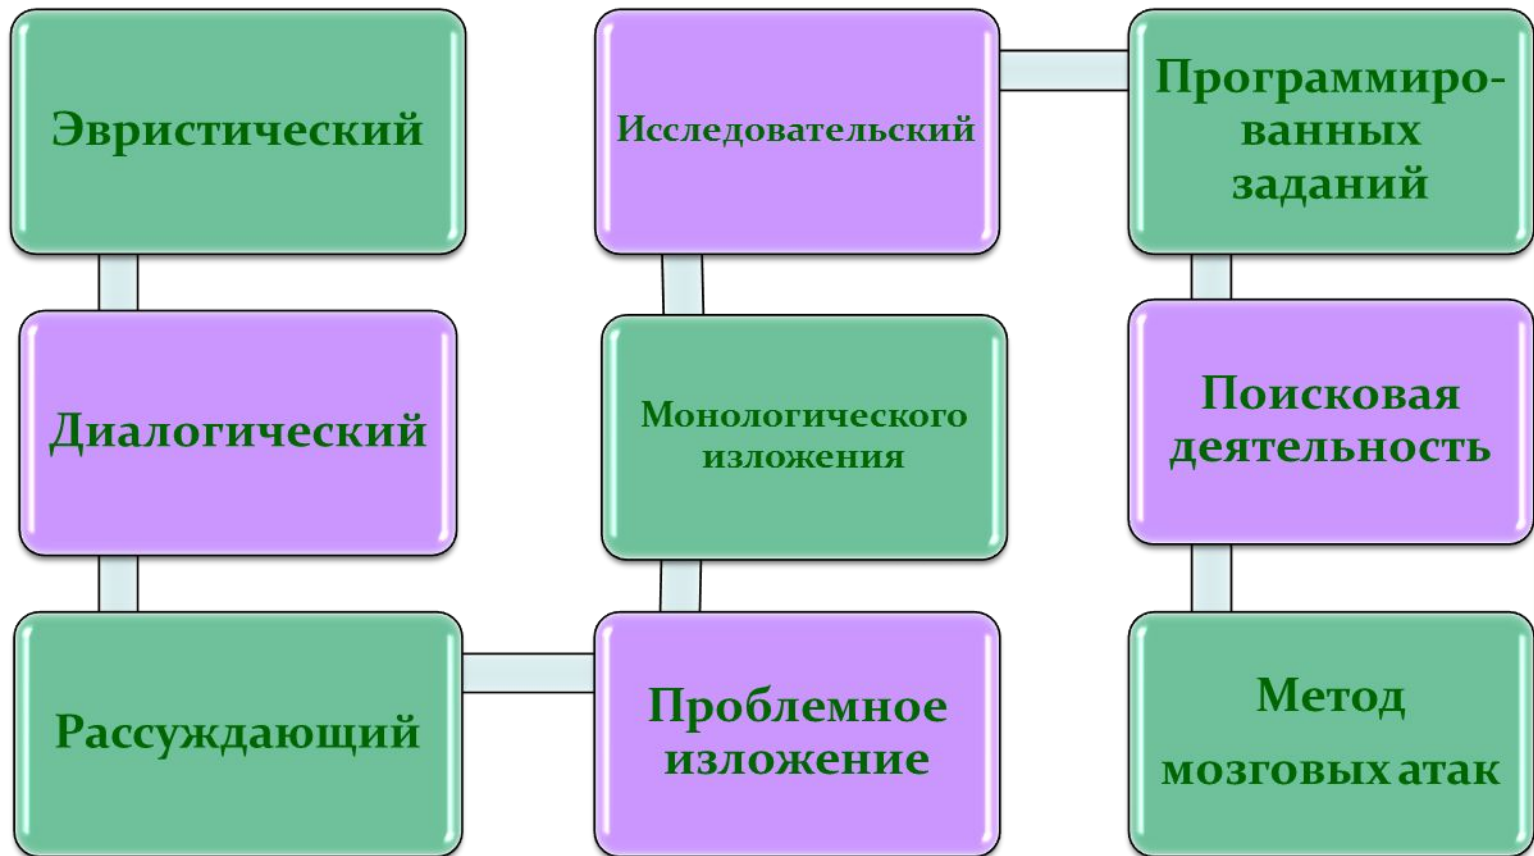 Эвристический
Диалогический
Рассуждающий
Проблемное
изложение
Монологического
изложения
Исследовательский
Программиро-
ванных
заданий
Поисковая
деятельность
Метод
мозговых атак